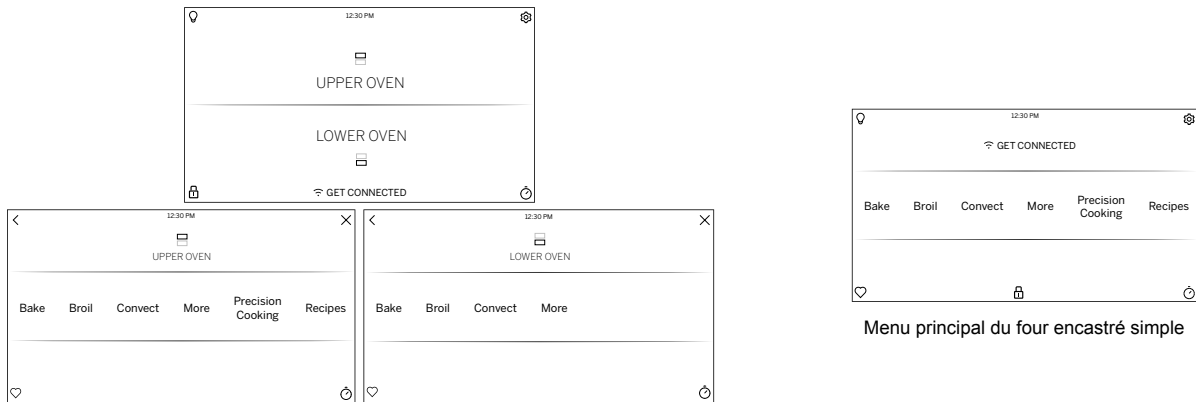 12:30 PM
UPPER OVEN
LOWER OVEN
GET CONNECTED
12:30 PM
UPPER OVEN
Bake Broil Convect More Precision Cooking Recipes
12:30 PM
LOWER OVEN
Bake Broil Convect More
12:30 PM
GET CONNECTED
Bake Broil Convect More Precision Cooking Recipes
Menu principal du four encastré simple